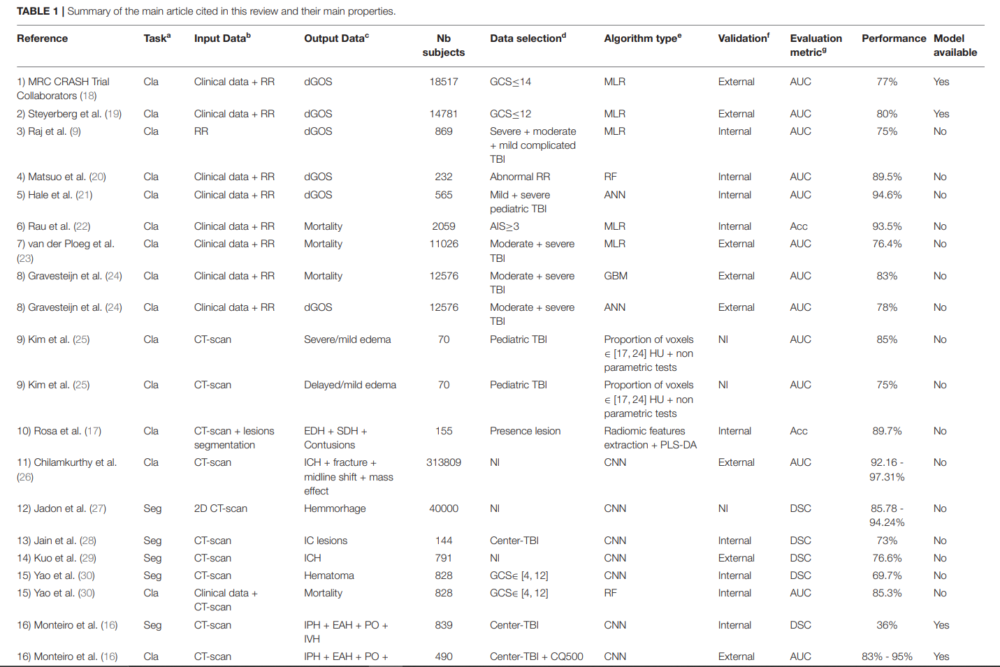 TABLE 1 | Summary of the main article cited in this review and their main properties.
Reference Taskᵃ Input Dataᵇ Output Dataᶜ Nb subjects Data selectionᵈ Algorithm typeᵉ Validationᶠ Evaluation metricᵍ Performance Model available
1) MRC CRASH Trial Collaborators (18) Cla Clinical data + RR dGOS 18517 GCS≤14 MLR External AUC 77% Yes
2) Steyerberg et al. (19) Cla Clinical data + RR dGOS 14781 GCS≤12 MLR External AUC 80% Yes
3) Raj et al. (9) Cla RR dGOS 869 Severe + moderate + mild complicated TBI MLR Internal AUC 75% No
4) Matsuo et al. (20) Cla Clinical data + RR dGOS 232 Abnormal RR RF Internal AUC 89.5% No
5) Hale et al. (21) Cla Clinical data + RR dGOS 565 Mild + severe pediatric TBI ANN Internal AUC 94.6% No
6) Rau et al. (22) Cla Clinical data + RR Mortality 2059 AIS≥3 MLR Internal Acc 93.5% No
7) van der Ploeg et al. (23) Cla Clinical data + RR Mortality 11026 Moderate + severe TBI MLR External AUC 76.4% No
8) Gravesteijn et al. (24) Cla Clinical data + RR Mortality 12576 Moderate + severe TBI GBM External AUC 83% No
8) Gravesteijn et al. (24) Cla Clinical data + RR dGOS 12576 Moderate + severe TBI ANN External AUC 78% No
9) Kim et al. (25) Cla CT-scan Severe/mild edema 70 Pediatric TBI Proportion of voxels ∈ [17, 24] HU + non parametric tests NI AUC 85% No
9) Kim et al. (25) Cla CT-scan Delayed/mild edema 70 Pediatric TBI Proportion of voxels ∈ [17, 24] HU + non parametric tests NI AUC 75% No
10) Rosa et al. (17) Cla CT-scan + lesions segmentation EDH + SDH + Contusions 155 Presence lesion Radiomic features extraction + PLS-DA Internal Acc 89.7% No
11) Chilamkurthy et al. (26) Cla CT-scan ICH + fracture + midline shift + mass effect 313809 NI CNN External AUC 92.16 - 97.31% No
12) Jadon et al. (27) Seg 2D CT-scan Hemmorhage 40000 NI CNN NI DSC 85.78 - 94.24% No
13) Jain et al. (28) Seg CT-scan IC lesions 144 Center-TBI CNN Internal DSC 73% No
14) Kuo et al. (29) Seg CT-scan ICH 791 NI CNN External DSC 76.6% No
15) Yao et al. (30) Seg CT-scan Hematoma 828 GCS∈ [4, 12] CNN Internal DSC 69.7% No
15) Yao et al. (30) Cla Clinical data + CT-scan Mortality 828 GCS∈ [4, 12] RF Internal AUC 85.3% No
16) Monteiro et al. (16) Seg CT-scan IPH + EAH + PO + IVH 839 Center-TBI CNN Internal DSC 36% Yes
16) Monteiro et al. (16) Cla CT-scan IPH + EAH + PO + 490 Center-TBI + CQ500 CNN External AUC 83% - 95% Yes